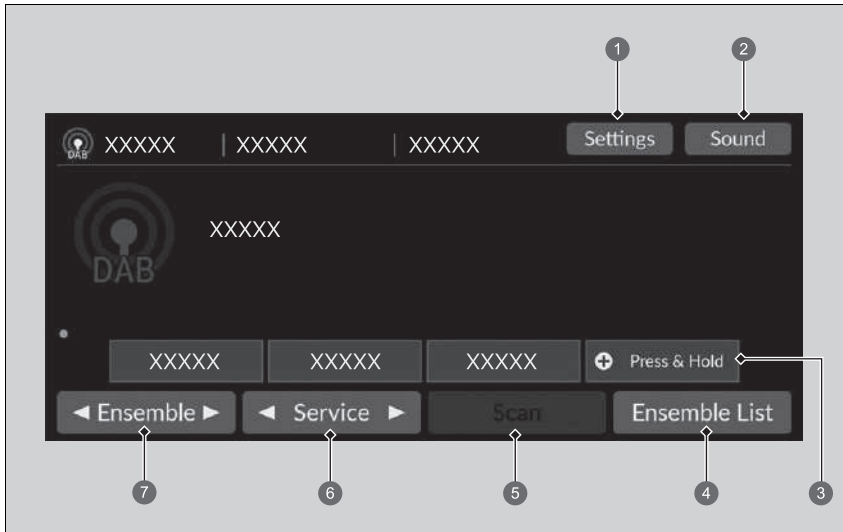 1 2
DAB XXXXX | XXXXX | XXXXX Settings Sound
XXXXX
DAB
XXXXX XXXXX XXXXX + Press & Hold
◄ Ensemble ► ◄ Service ► Scan Ensemble List
7 6 5 4 3